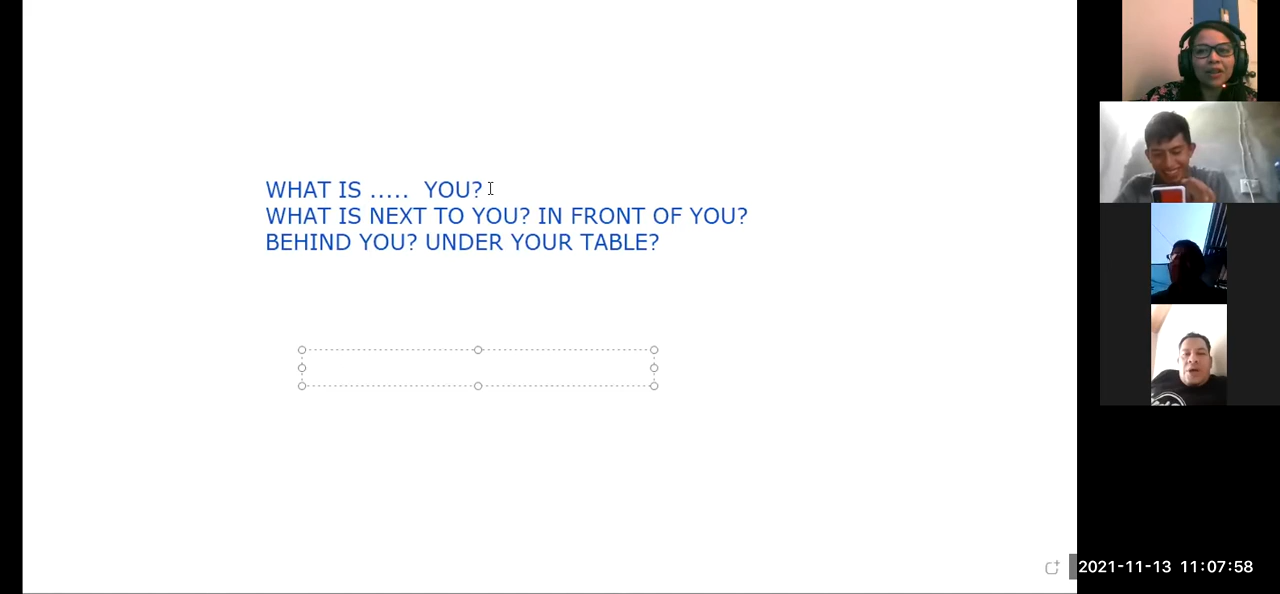 WHAT IS .....  YOU?
WHAT IS NEXT TO YOU? IN FRONT OF YOU?
BEHIND YOU? UNDER YOUR TABLE?
2021-11-13 11:07:58